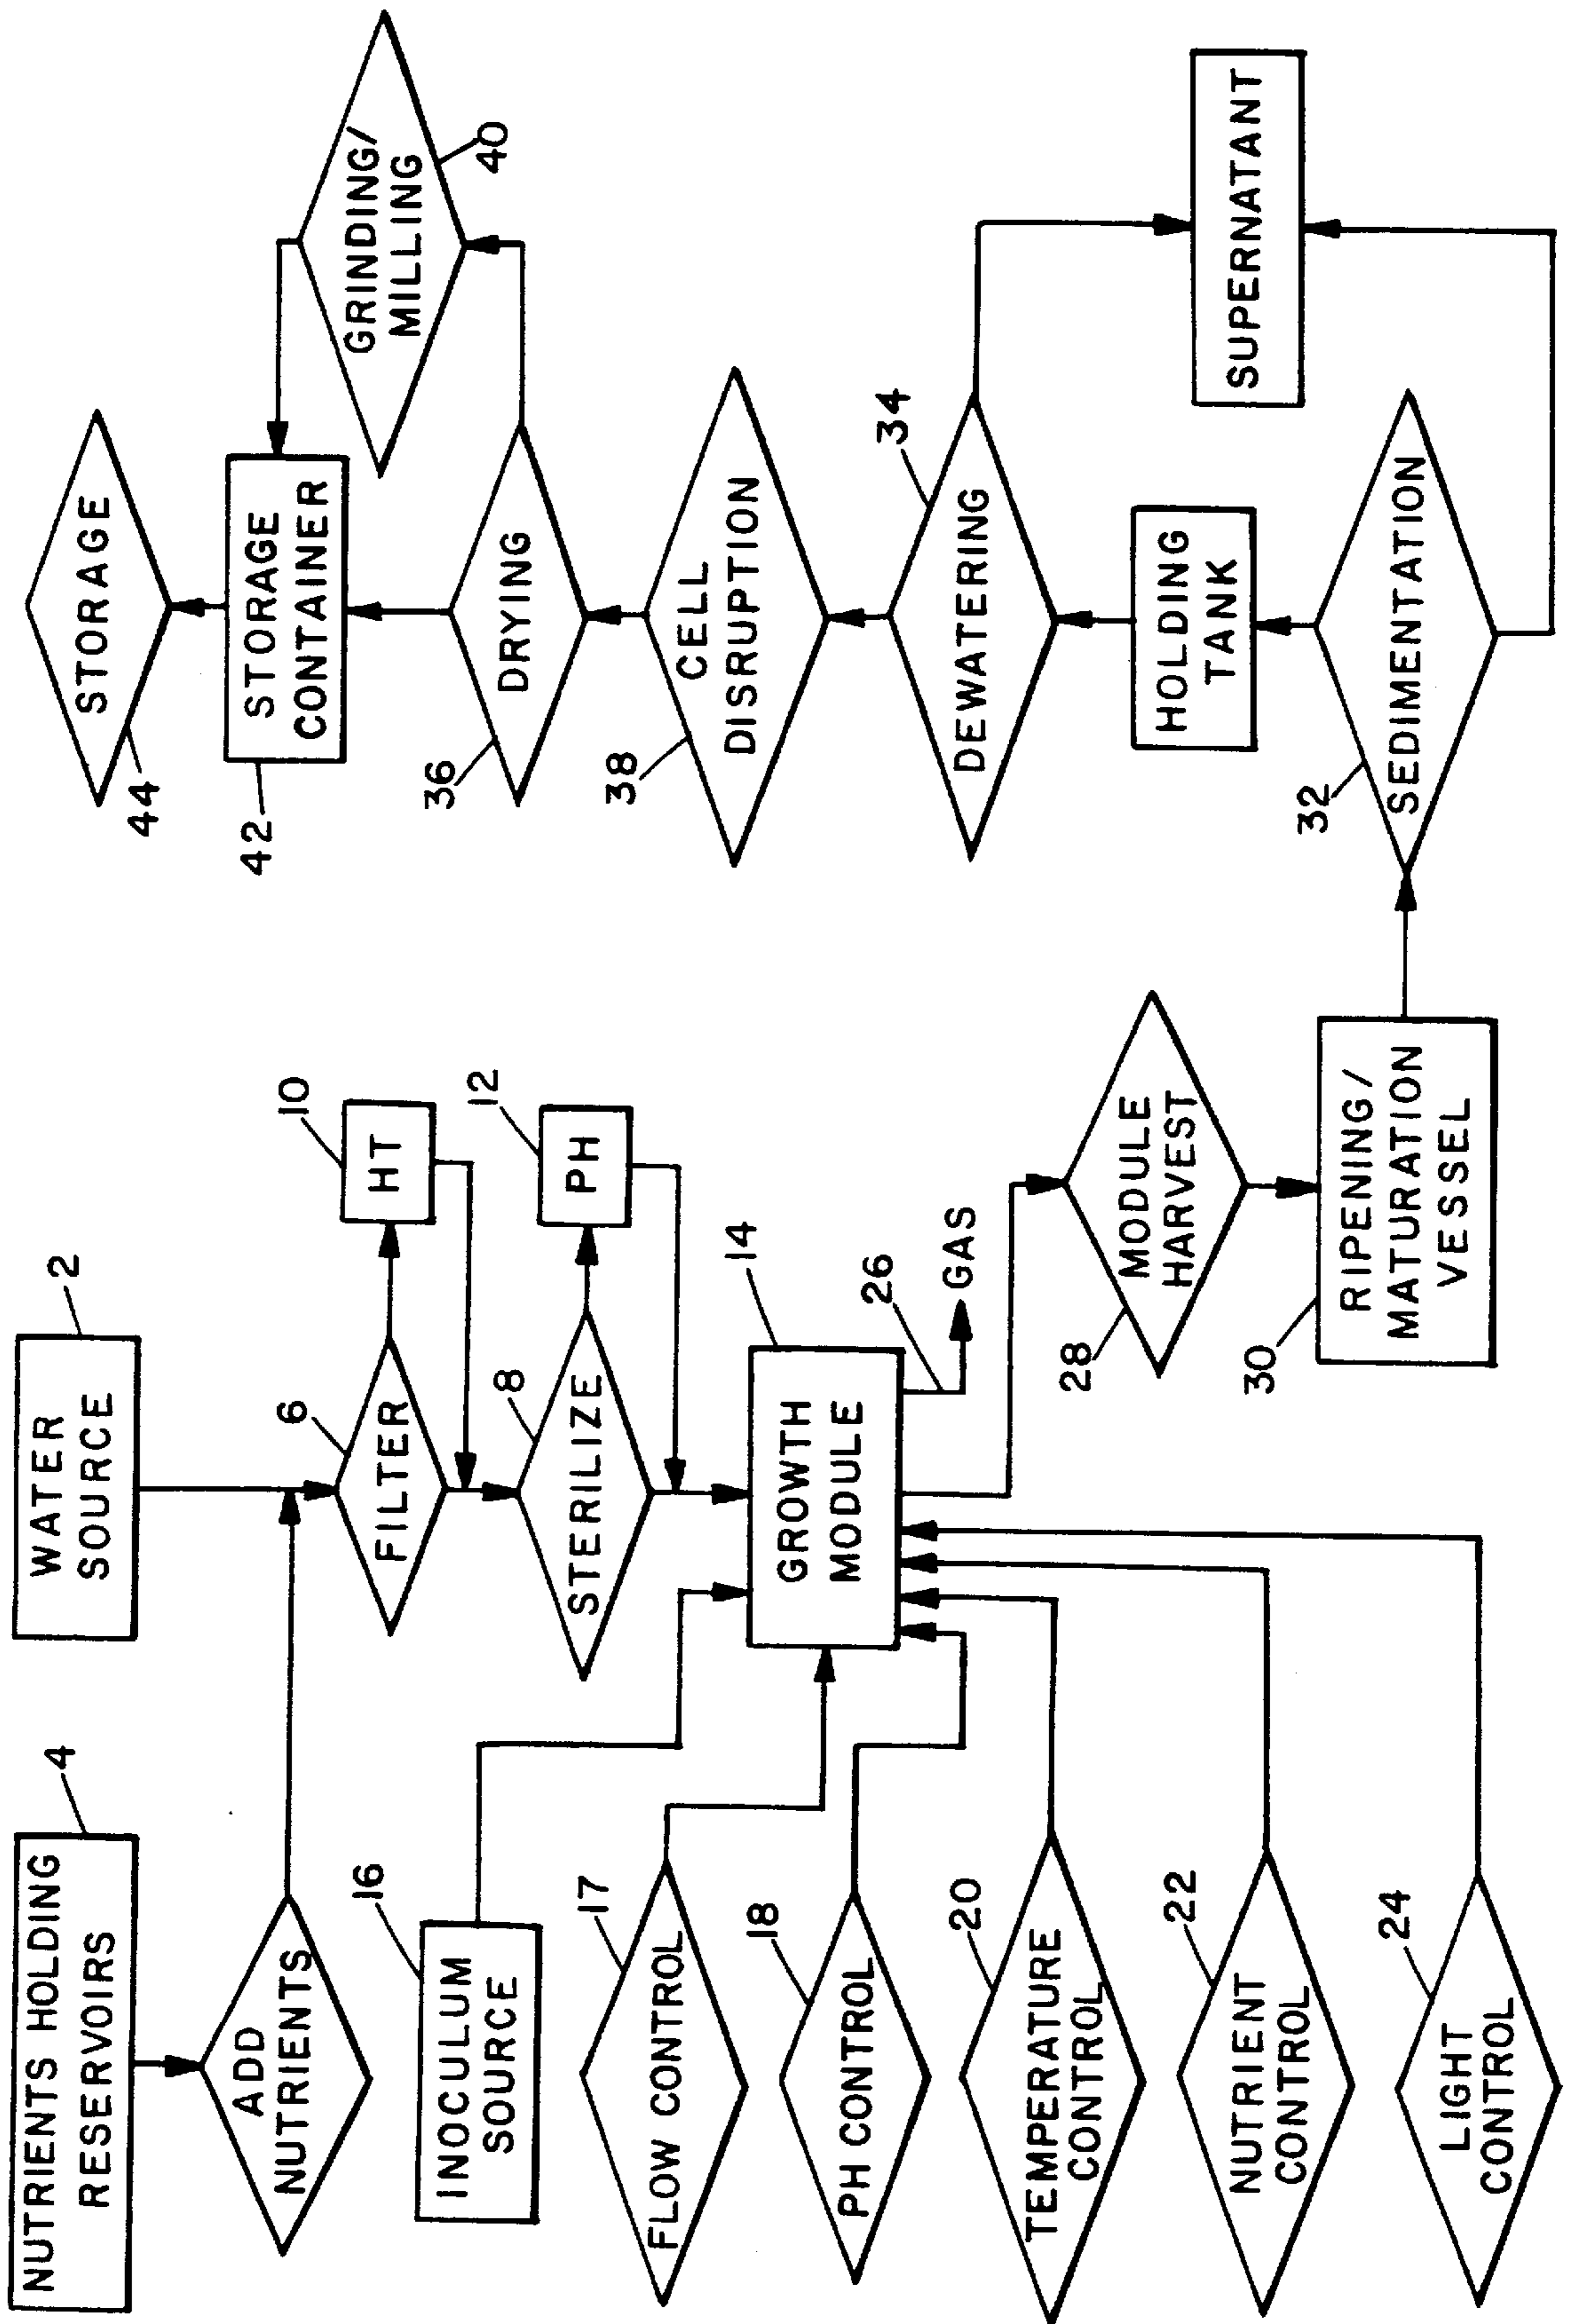 NUTRIENTS HOLDING
RESERVOIRS
4
ADD
NUTRIENTS
WATER
SOURCE
2
FILTER
6
HT
10
STERILIZE
8
PH
12
INOCULUM
SOURCE
16
FLOW CONTROL
17
PH CONTROL
18
TEMPERATURE
CONTROL
20
NUTRIENT
CONTROL
22
LIGHT
CONTROL
24
GROWTH
MODULE
14
26
GAS
MODULE
HARVEST
28
RIPENING/
MATURATION
VESSEL
30
SEDIMENTATION
32
HOLDING
TANK
SUPERNATANT
DEWATERING
34
CELL
DISRUPTION
38
DRYING
36
GRINDING/
MILLING
40
STORAGE
CONTAINER
42
STORAGE
44